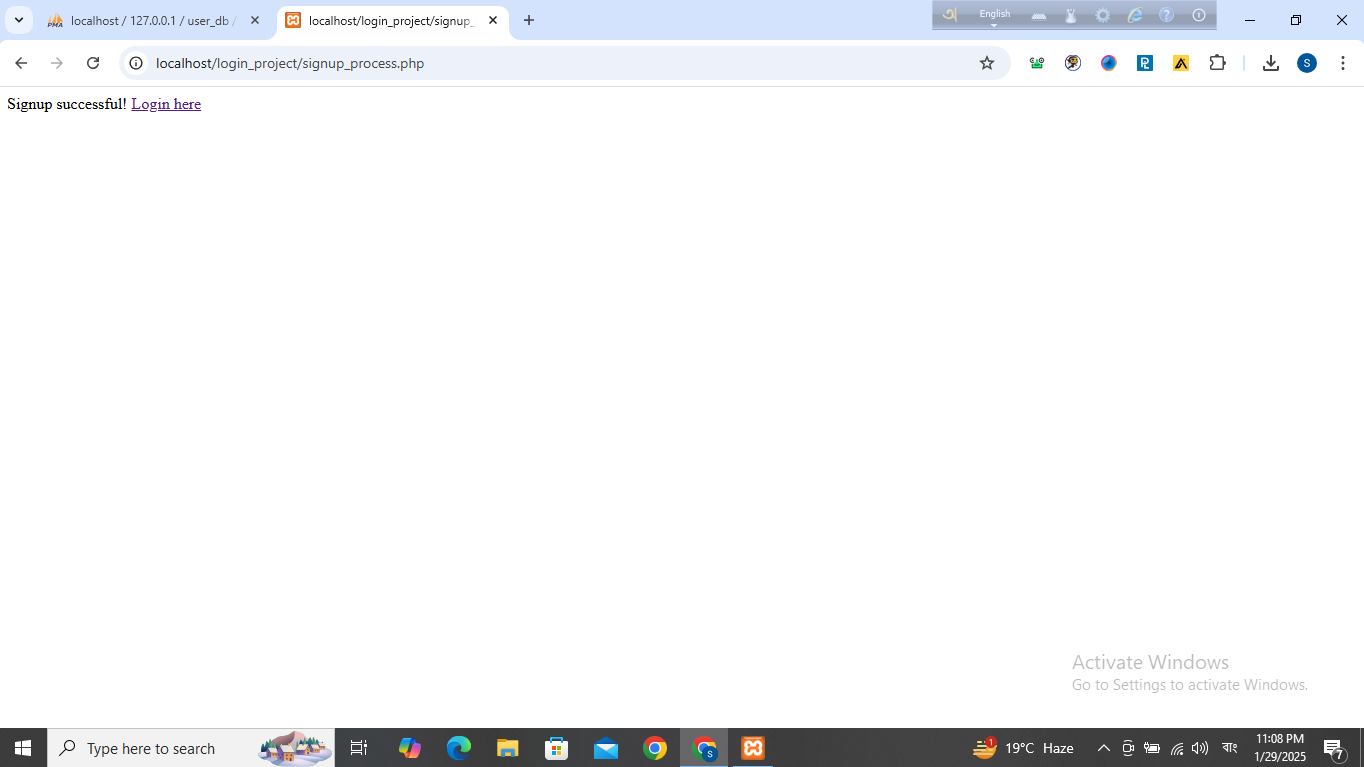 localhost / 127.0.0.1 / user_db /
localhost/login_project/signup_
English
localhost/login_project/signup_process.php
S
Signup successful! Login here
Activate Windows
Go to Settings to activate Windows.
Type here to search
S
1
19°C Haze
বাং
11:08 PM
1/29/2025
7